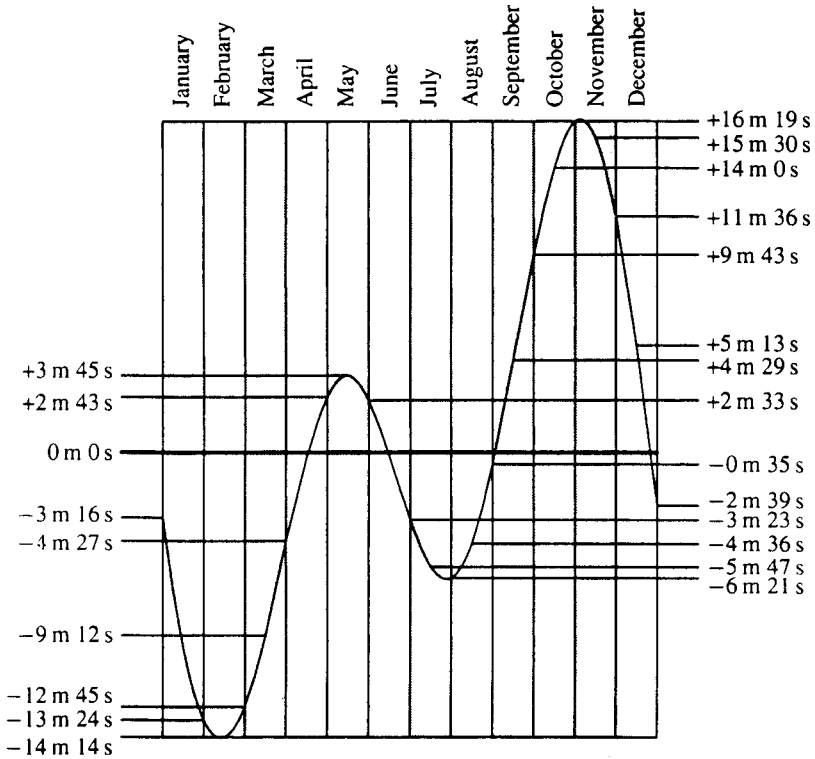 January
February
March
April
May
June
July
August
September
October
November
December
+16 m 19 s
+15 m 30 s
+14 m 0 s
+11 m 36 s
+9 m 43 s
+5 m 13 s
+4 m 29 s
+2 m 33 s
−0 m 35 s
−2 m 39 s
−3 m 23 s
−4 m 36 s
−5 m 47 s
−6 m 21 s
+3 m 45 s
+2 m 43 s
0 m 0 s
−3 m 16 s
−4 m 27 s
−9 m 12 s
−12 m 45 s
−13 m 24 s
−14 m 14 s